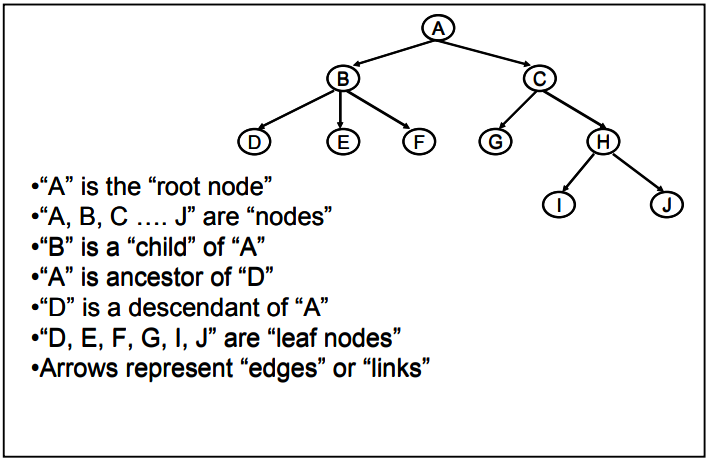 A
B C
D E F G H
I J
•“A” is the “root node”
•“A, B, C …. J” are “nodes”
•“B” is a “child” of “A”
•“A” is ancestor of “D”
•“D” is a descendant of “A”
•“D, E, F, G, I, J” are “leaf nodes”
•Arrows represent “edges” or “links”